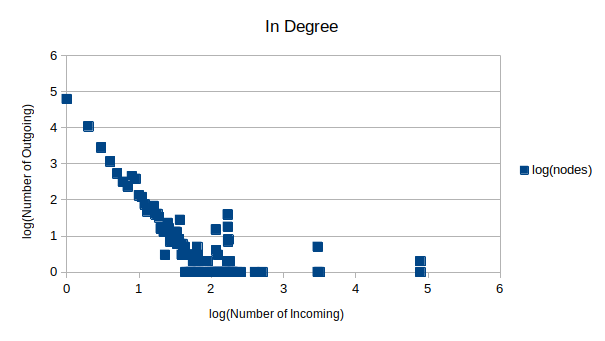 In Degree
log(Number of Outgoing)
6
5
4
3
2
1
0
0 1 2 3 4 5 6
log(Number of Incoming)
log(nodes)